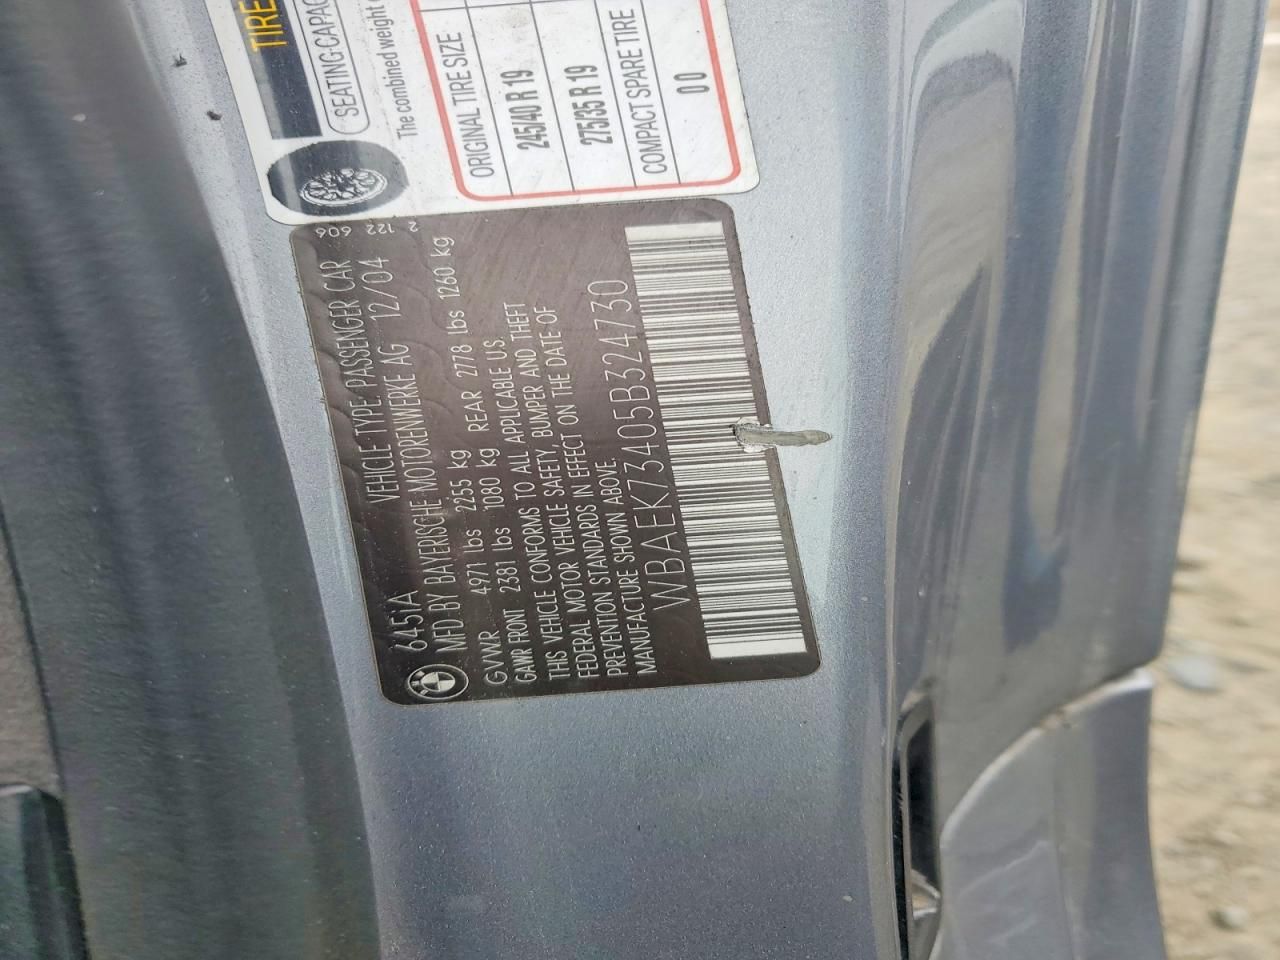 TIRE
SEATING CAPAC
The combined weight o
ORIGINAL TIRE SIZE
245/40 R 19
275/35 R 19
COMPACT SPARE TIRE
0 0
606 122 2
645IA VEHICLE TYPE: PASSENGER CAR
MFD BY BAYERISCHE MOTORENWERKE AG 12/04
GVWR 4971 lbs 2255 kg
GAWR FRONT 2381 lbs 1080 kg REAR 2778 lbs 1260 kg
THIS VEHICLE CONFORMS TO ALL APPLICABLE US.
FEDERAL MOTOR VEHICLE SAFETY, BUMPER AND THEFT
PREVENTION STANDARDS IN EFFECT ON THE DATE OF
MANUFACTURE SHOWN ABOVE.
WBAEK73405B324730